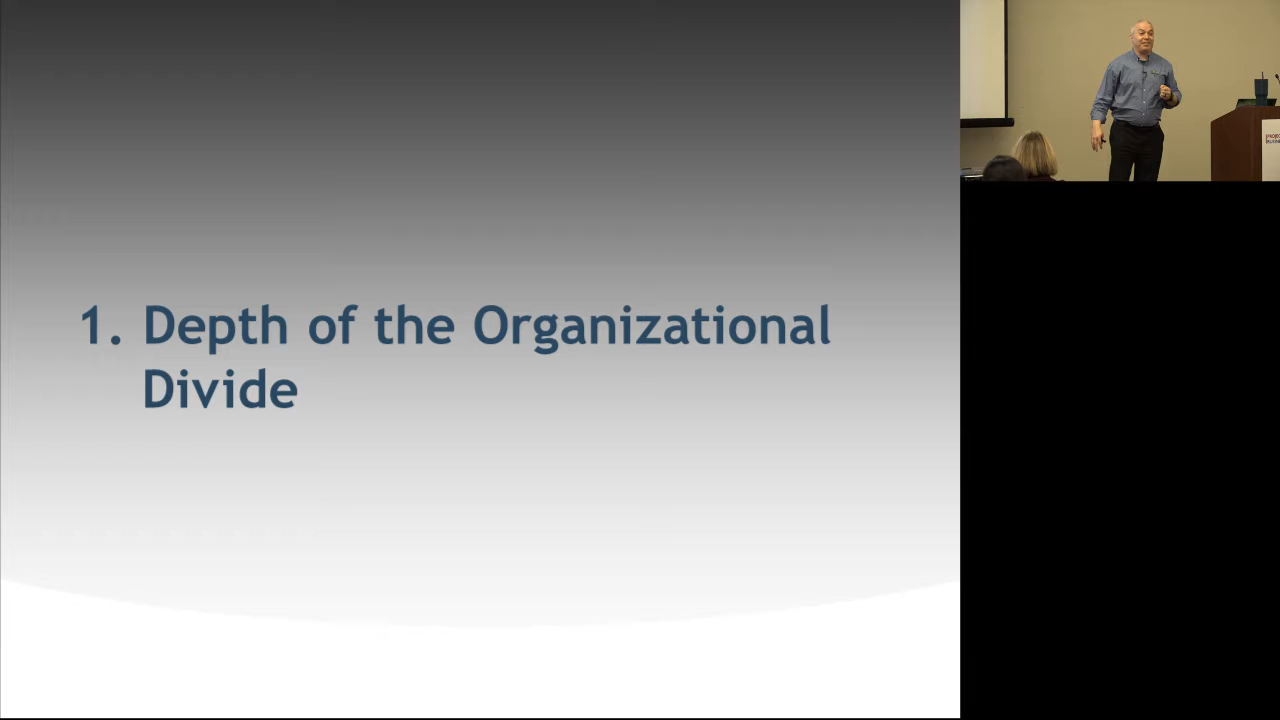 1. Depth of the Organizational
Divide